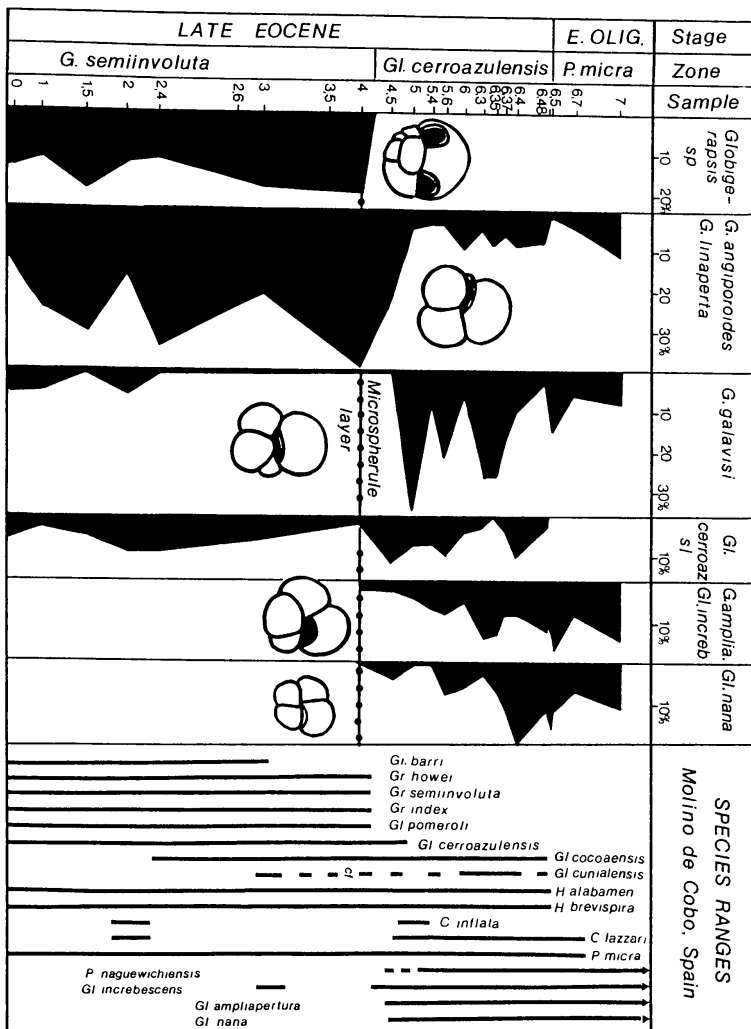 LATE EOCENE
E. OLIG.
Stage
G. semiinvoluta
Gl. cerroazulensis
P. micra
Zone
0 1 1.5 2 2.4 2.6 3 3.5 4 4.5 5 5.4 5.6 6 6.3 6.35 6.37 6.4 6.48 6.5 6.7 7
Sample
Globige-
rapsis
sp
10
20%
G. angiporoides
G. linaperta
10
20
30%
G. galavisi
10
20
30%
Microspherule
layer
Gl.
cerroaz
sl
10%
G.amplia.
Gl.increb
10%
Gl. nana
10%
SPECIES RANGES
Molino de Cobo, Spain
Gl. barri
Gr howei
Gr semiinvoluta
Gr index
Gl pomeroli
Gl cerroazulensis
Gl cocoaensis
cf
Gl cunialensis
H alabamen
H brevispira
C inflata
C lazzari
P micra
P naguewichiensis
Gl increbescens
Gl ampliapertura
Gl nana